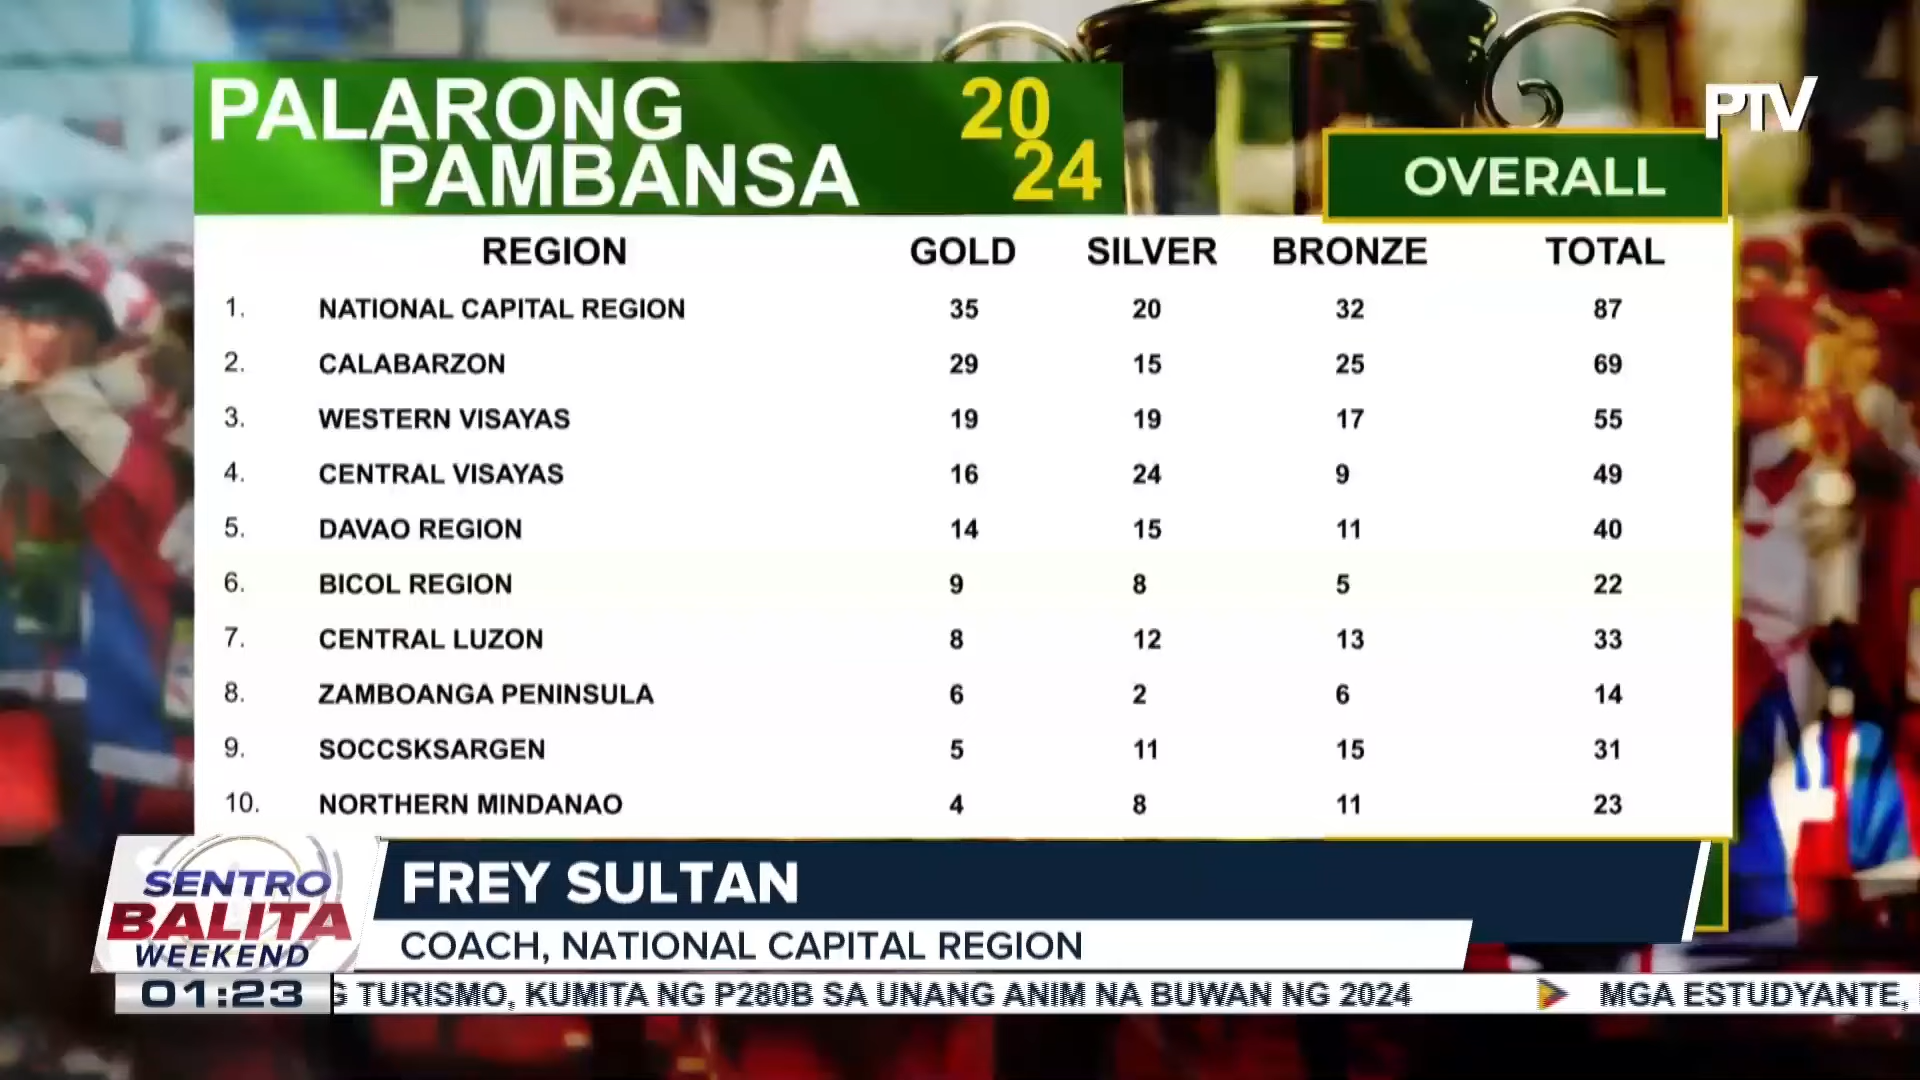 PALARONG
PAMBANSA
20
24
PTV
OVERALL
REGION GOLD SILVER BRONZE TOTAL
1. NATIONAL CAPITAL REGION 35 20 32 87
2. CALABARZON 29 15 25 69
3. WESTERN VISAYAS 19 19 17 55
4. CENTRAL VISAYAS 16 24 9 49
5. DAVAO REGION 14 15 11 40
6. BICOL REGION 9 8 5 22
7. CENTRAL LUZON 8 12 13 33
8. ZAMBOANGA PENINSULA 6 2 6 14
9. SOCCSKSARGEN 5 11 15 31
10. NORTHERN MINDANAO 4 8 11 23
SENTRO
BALITA
WEEKEND
FREY SULTAN
COACH, NATIONAL CAPITAL REGION
01:23
G TURISMO, KUMITA NG P280B SA UNANG ANIM NA BUWAN NG 2024 MGA ESTUDYANTE,